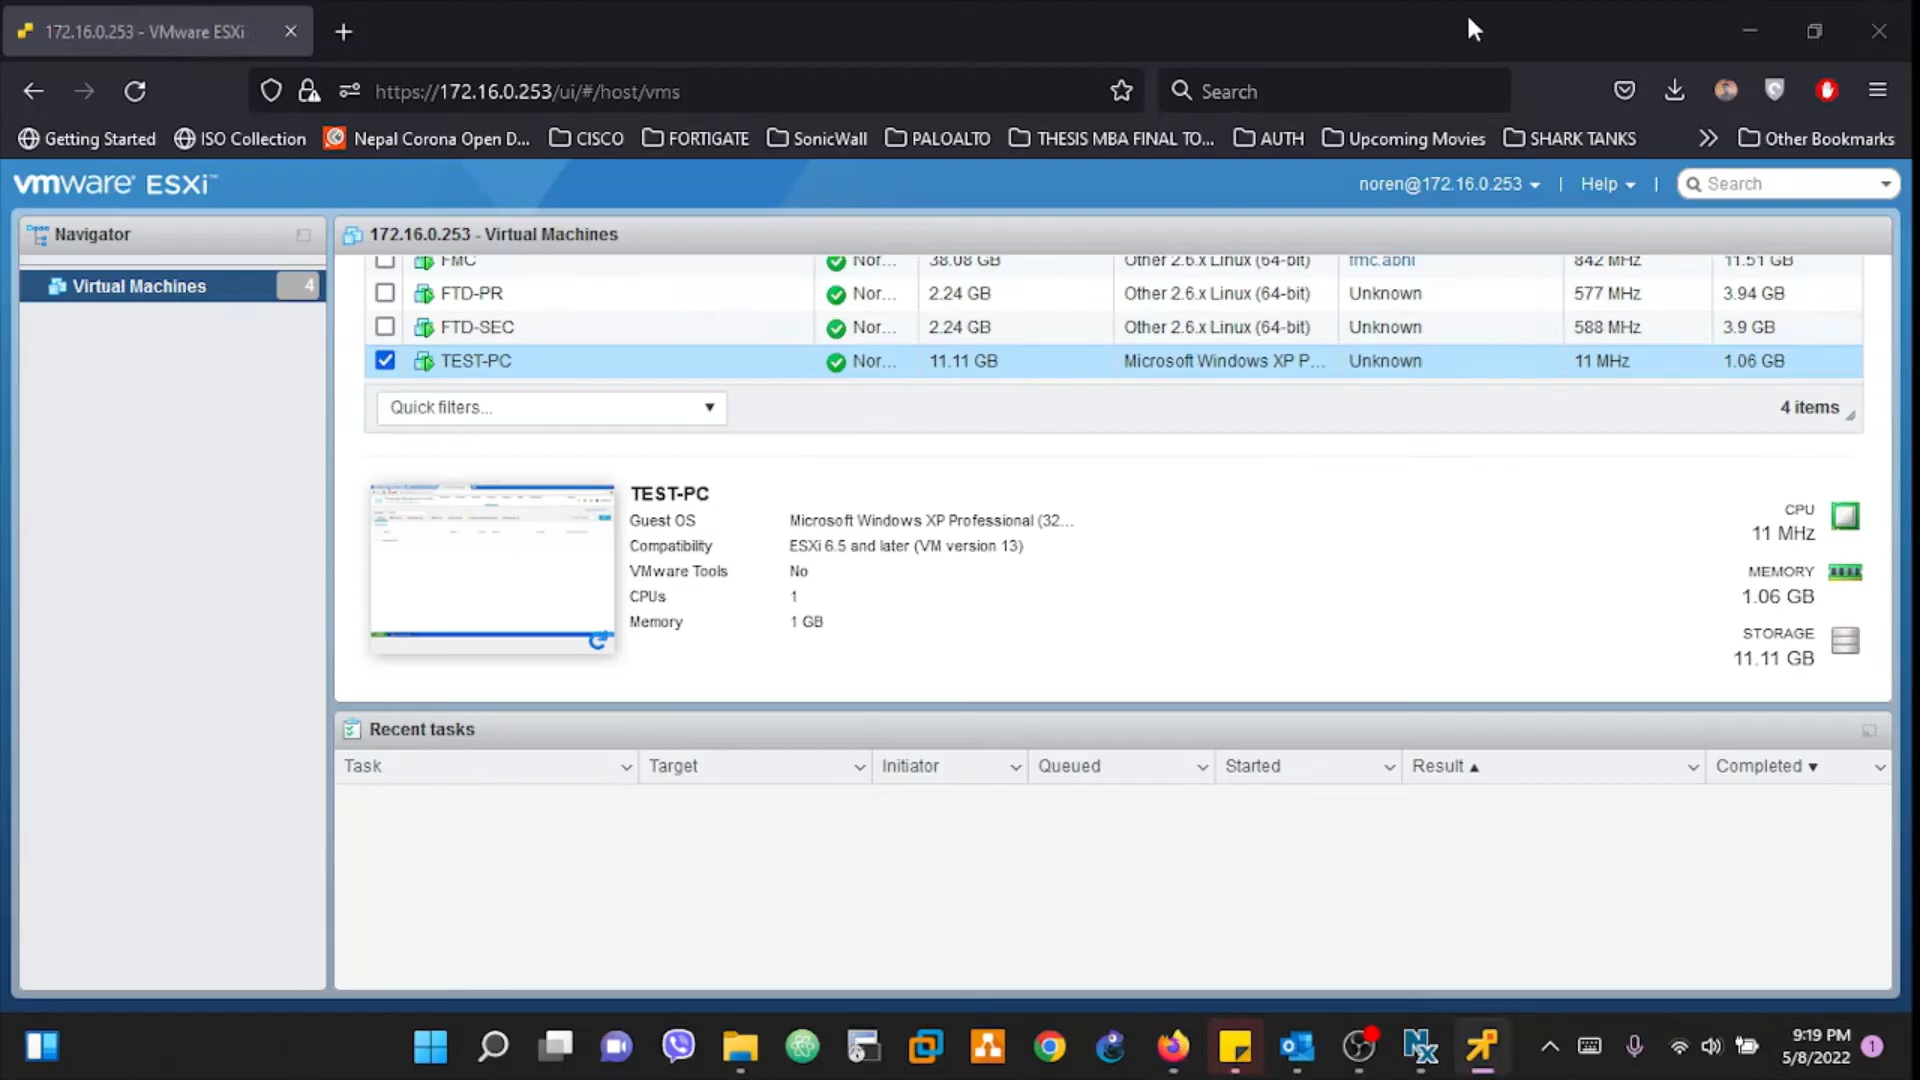 172.16.0.253 - VMware ESXi
https://172.16.0.253/ui/#/host/vms
Search
Getting Started
ISO Collection
Nepal Corona Open D...
CISCO
FORTIGATE
SonicWall
PALOALTO
THESIS MBA FINAL TO...
AUTH
Upcoming Movies
SHARK TANKS
Other Bookmarks
vmware ESXi™
noren@172.16.0.253 | Help |
Search
Navigator
172.16.0.253 - Virtual Machines
Virtual Machines 4
FMC Nor... 38.08 GB Other 2.6.x Linux (64-bit) fmc.abhi 842 MHz 11.51 GB
FTD-PR Nor... 2.24 GB Other 2.6.x Linux (64-bit) Unknown 577 MHz 3.94 GB
FTD-SEC Nor... 2.24 GB Other 2.6.x Linux (64-bit) Unknown 588 MHz 3.9 GB
TEST-PC Nor... 11.11 GB Microsoft Windows XP P... Unknown 11 MHz 1.06 GB
Quick filters...
4 items
TEST-PC
Guest OS Microsoft Windows XP Professional (32...
Compatibility ESXi 6.5 and later (VM version 13)
VMware Tools No
CPUs 1
Memory 1 GB
CPU
11 MHz
MEMORY
1.06 GB
STORAGE
11.11 GB
Recent tasks
Task Target Initiator Queued Started Result ▲ Completed ▼
9:19 PM
5/8/2022
1